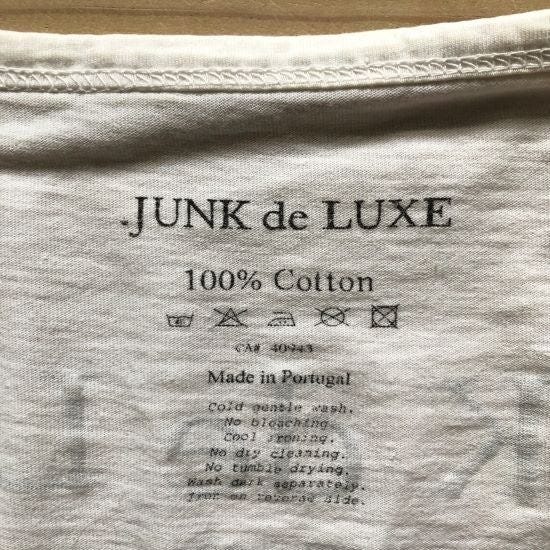 JUNK de LUXE
100% Cotton
CA# 40943
Made in Portugal
Cold gentle wash.
No bleaching.
Cool ironing.
No dry cleaning.
No tumble drying.
Wash dark separately.
Iron on reverse side.